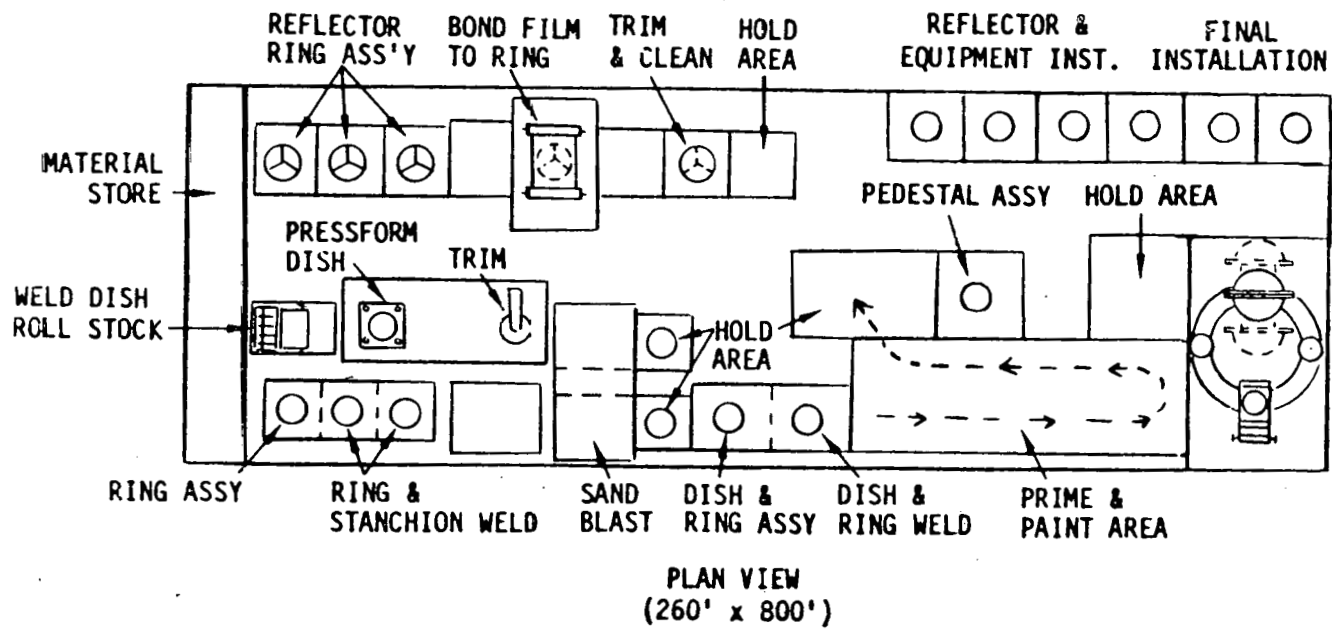 REFLECTOR
RING ASS'Y
BOND FILM
TO RING
TRIM
& CLEAN
HOLD
AREA
REFLECTOR &
EQUIPMENT INST.
FINAL
INSTALLATION
MATERIAL
STORE
PEDESTAL ASSY
HOLD AREA
PRESSFORM
DISH
TRIM
WELD DISH
ROLL STOCK
HOLD
AREA
RING ASSY
RING &
STANCHION WELD
SAND
BLAST
DISH &
RING ASSY
DISH &
RING WELD
PRIME &
PAINT AREA
PLAN VIEW
(260' x 800')